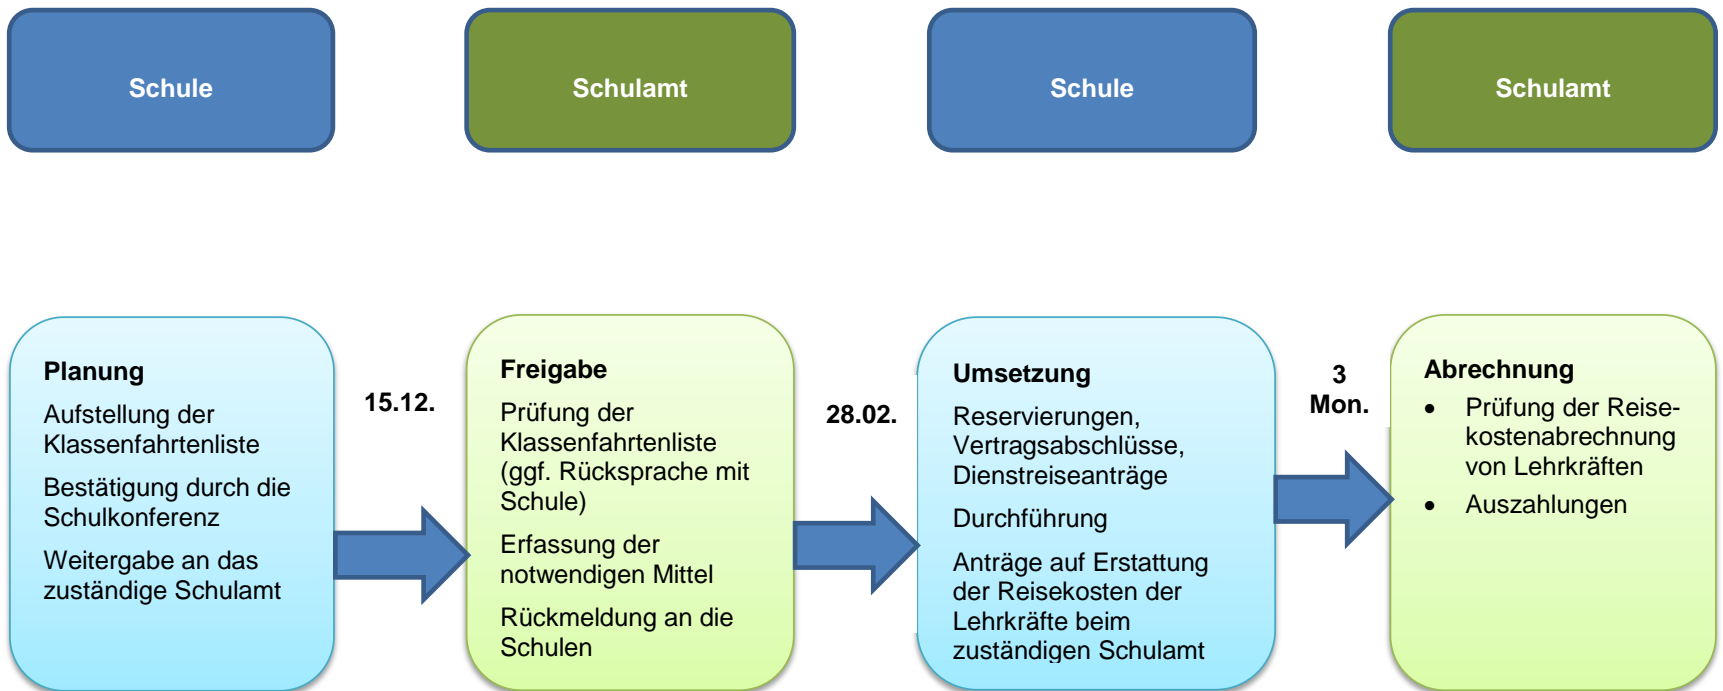 Schule
Schulamt
Schule
Schulamt
Planung
Aufstellung der
Klassenfahrtenliste
Bestätigung durch die
Schulkonferenz
Weitergabe an das
zuständige Schulamt
15.12.
Freigabe
Prüfung der
Klassenfahrtenliste
(ggf. Rücksprache mit
Schule)
Erfassung der
notwendigen Mittel
Rückmeldung an die
Schulen
28.02.
Umsetzung
Reservierungen,
Vertragsabschlüsse,
Dienstreiseanträge
Durchführung
Anträge auf Erstattung
der Reisekosten der
Lehrkräfte beim
zuständigen Schulamt
3
Mon.
Abrechnung
• Prüfung der Reise-
kostenabrechnung
von Lehrkräften
• Auszahlungen